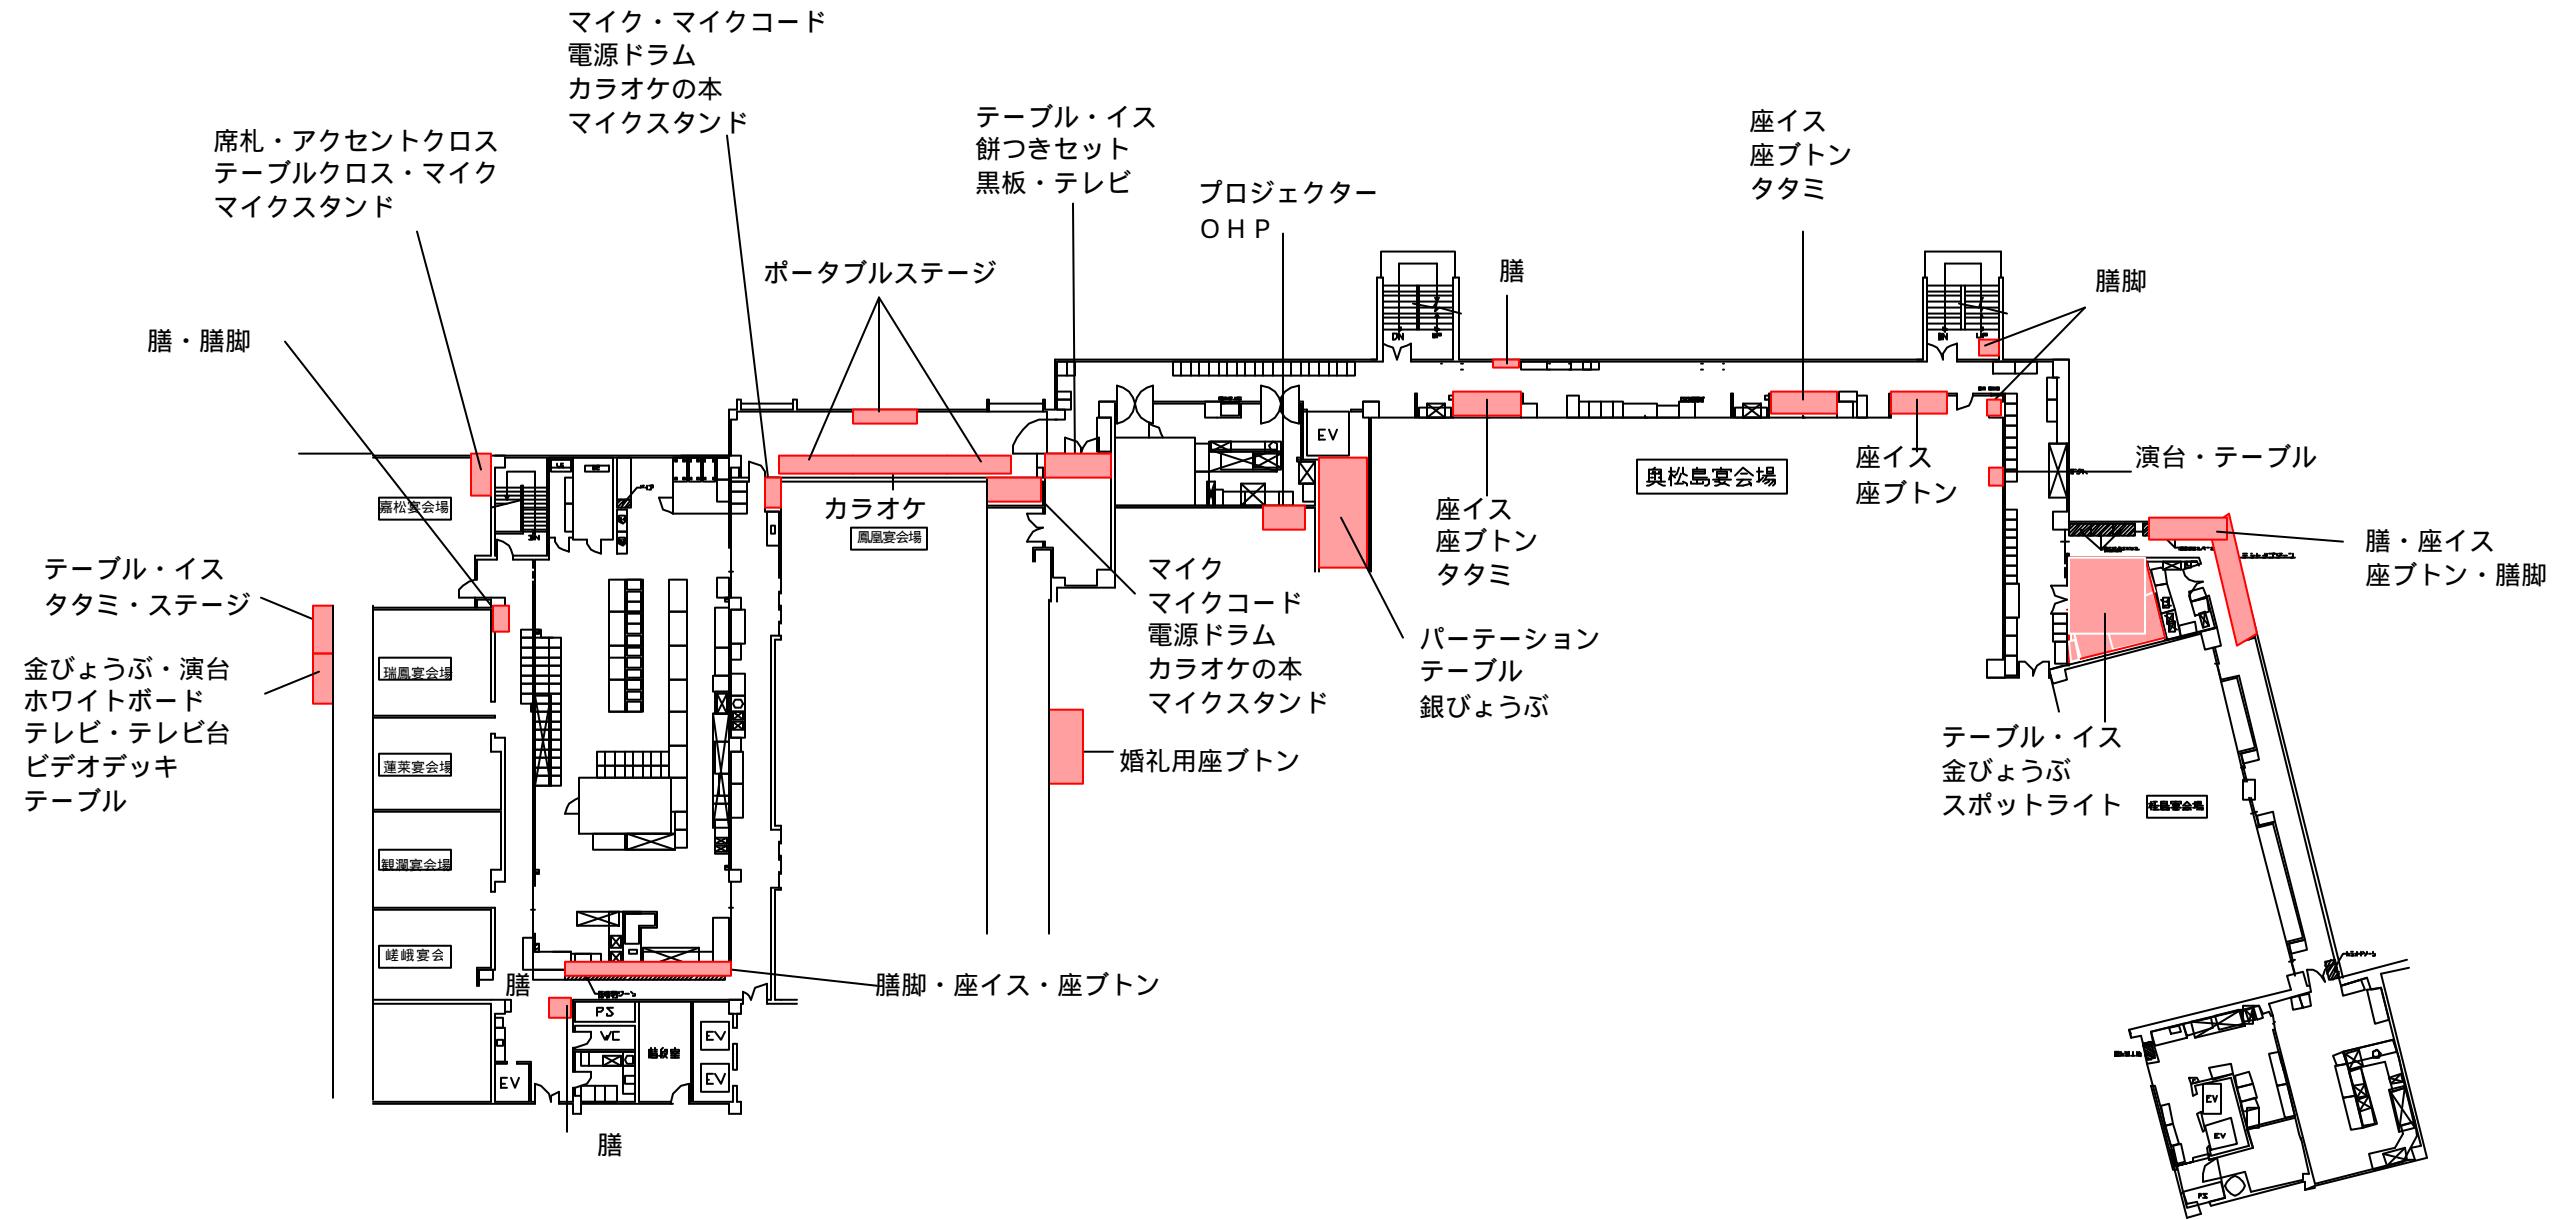 マイク・マイクコード
電源ドラム
カラオケの本
マイクスタンド
席札・アクセントクロス
テーブルクロス・マイク
マイクスタンド
テーブル・イス
餅つきセット
黒板・テレビ
プロジェクター
ＯＨＰ
座イス
座ブトン
タタミ
ポータブルステージ
膳
膳脚
膳・膳脚
DN
DN
EV
座イス
座ブトン
演台・テーブル
奥松島宴会場
嘉松宴会場
カラオケ
鳳凰宴会場
座イス
座ブトン
タタミ
膳・座イス
座ブトン・膳脚
テーブル・イス
タタミ・ステージ
マイク
マイクコード
電源ドラム
カラオケの本
マイクスタンド
パーテーション
テーブル
銀びょうぶ
金びょうぶ・演台
ホワイトボード
テレビ・テレビ台
ビデオデッキ
テーブル
瑞鳳宴会場
蓮莱宴会場
観瀾宴会場
嵯峨宴会
婚礼用座ブトン
テーブル・イス
金びょうぶ
スポットライト
膳
膳脚・座イス・座ブトン
PS
WC
階段室
EV
EV
EV
膳
EV
EV
PS